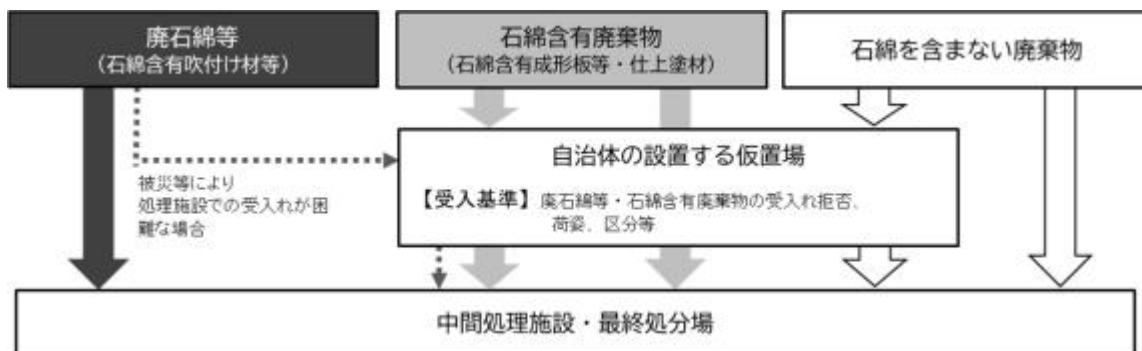 廃石綿等
（石綿含有吹付け材等）
石綿含有廃棄物
（石綿含有成形板等・仕上塗材）
石綿を含まない廃棄物
自治体の設置する仮置場
【受入基準】廃石綿等・石綿含有廃棄物の受入れ拒否、
荷姿、区分等
被災等により
処理施設での受入れが困
難な場合
中間処理施設・最終処分場